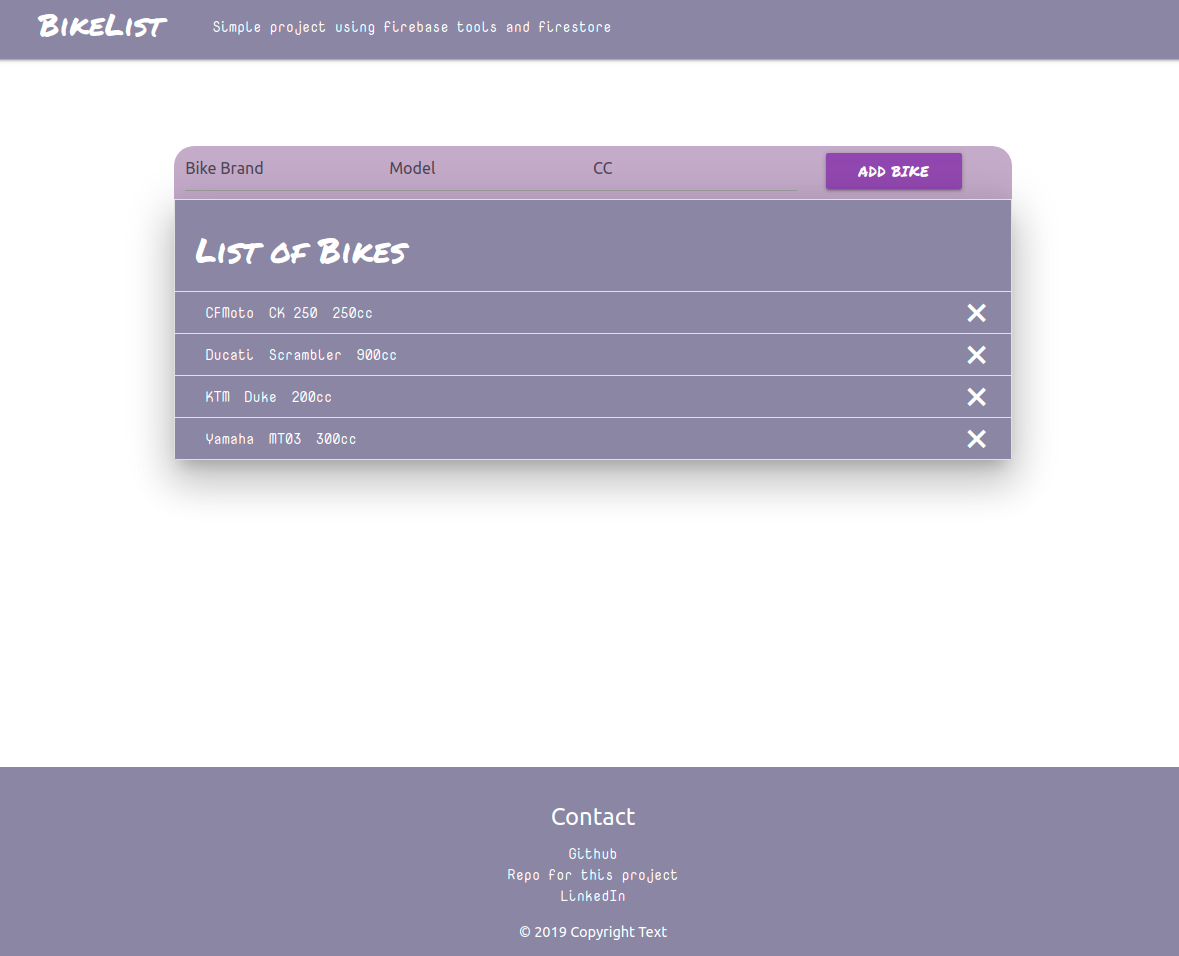 BikeList Simple project using firebase tools and firestore
Bike Brand Model CC ADD BIKE
List of Bikes
CFMoto CK 250 250cc
Ducati Scrambler 900cc
KTM Duke 200cc
Yamaha MT03 300cc
Contact
Github
Repo for this project
LinkedIn
© 2019 Copyright Text